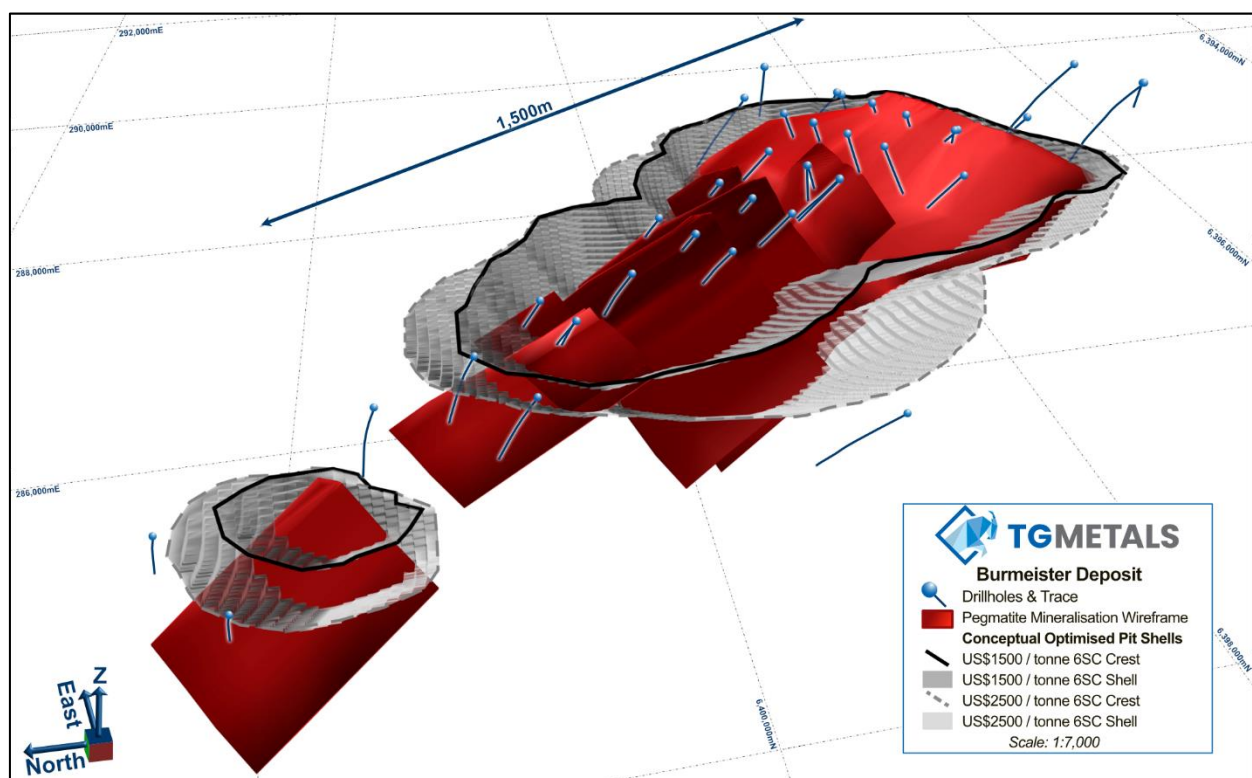 292,000mE
6,394,000mN
290,000mE
1,500m
288,000mE
6,396,000mN
286,000mE
TGMETALS
Burmeister Deposit
Drillholes & Trace
Pegmatite Mineralisation Wireframe
Conceptual Optimised Pit Shells
US$1500 / tonne 6SC Crest
US$1500 / tonne 6SC Shell
US$2500 / tonne 6SC Crest
US$2500 / tonne 6SC Shell
Scale: 1:7,000
6,398,000mN
6,400,000mN
Z
East
North